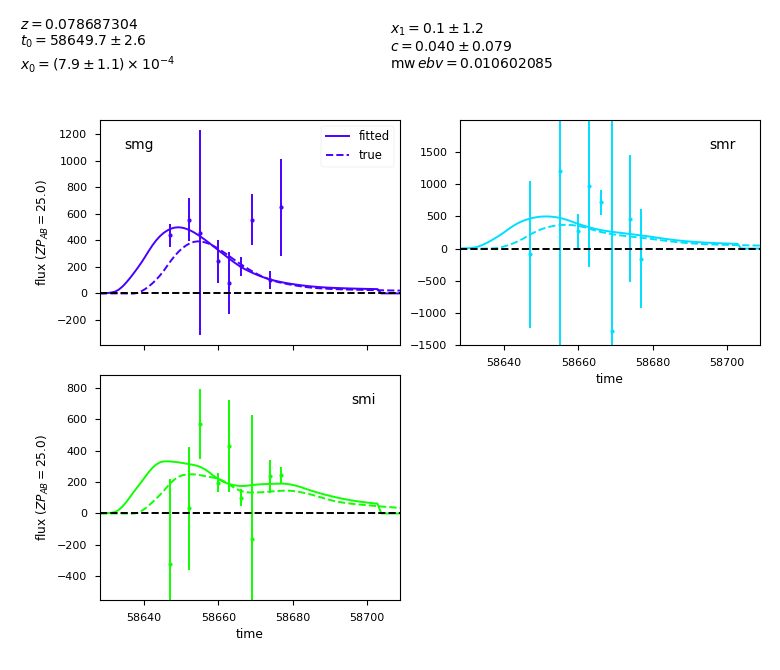 z = 0.078687304
t₀ = 58649.7 ± 2.6
x₀ = (7.9 ± 1.1) × 10⁻⁴
x₁ = 0.1 ± 1.2
c = 0.040 ± 0.079
mw ebv = 0.010602085
smg
fitted
true
1200
1000
800
600
400
200
0
−200
flux (ZP_AB = 25.0)
smr
1500
1000
500
0
−500
−1000
−1500
58640 58660 58680 58700
time
smi
800
600
400
200
0
−200
−400
flux (ZP_AB = 25.0)
58640 58660 58680 58700
time